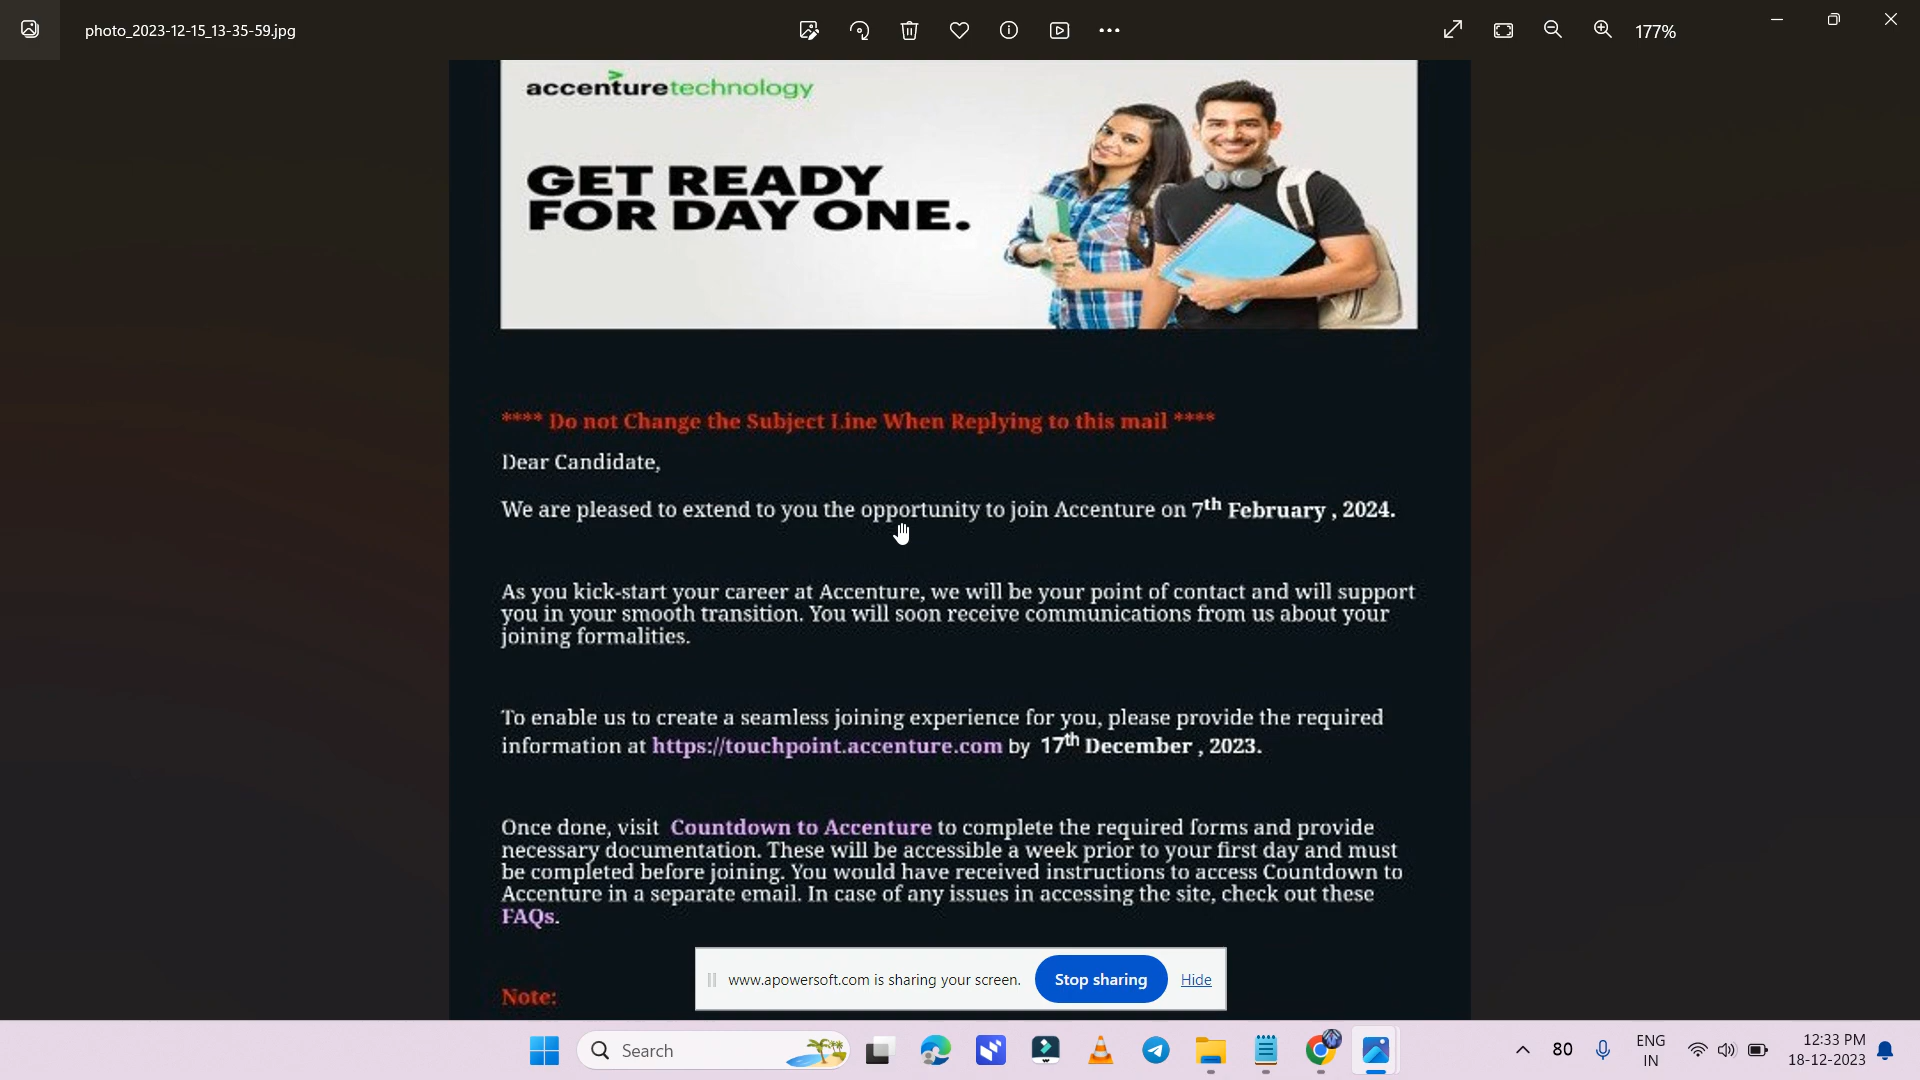 photo_2023-12-15_13-35-59.jpg
177%
accenturetechnology
GET READY
FOR DAY ONE.
**** Do not Change the Subject Line When Replying to this mail ****
Dear Candidate,
We are pleased to extend to you the opportunity to join Accenture on 7th February , 2024.
As you kick-start your career at Accenture, we will be your point of contact and will support
you in your smooth transition. You will soon receive communications from us about your
joining formalities.
To enable us to create a seamless joining experience for you, please provide the required
information at https://touchpoint.accenture.com by 17th December , 2023.
Once done, visit Countdown to Accenture to complete the required forms and provide
necessary documentation. These will be accessible a week prior to your first day and must
be completed before joining. You would have received instructions to access Countdown to
Accenture in a separate email. In case of any issues in accessing the site, check out these
FAQs.
Note:
www.apowersoft.com is sharing your screen. Stop sharing Hide
Search
80
ENG
IN
12:33 PM
18-12-2023